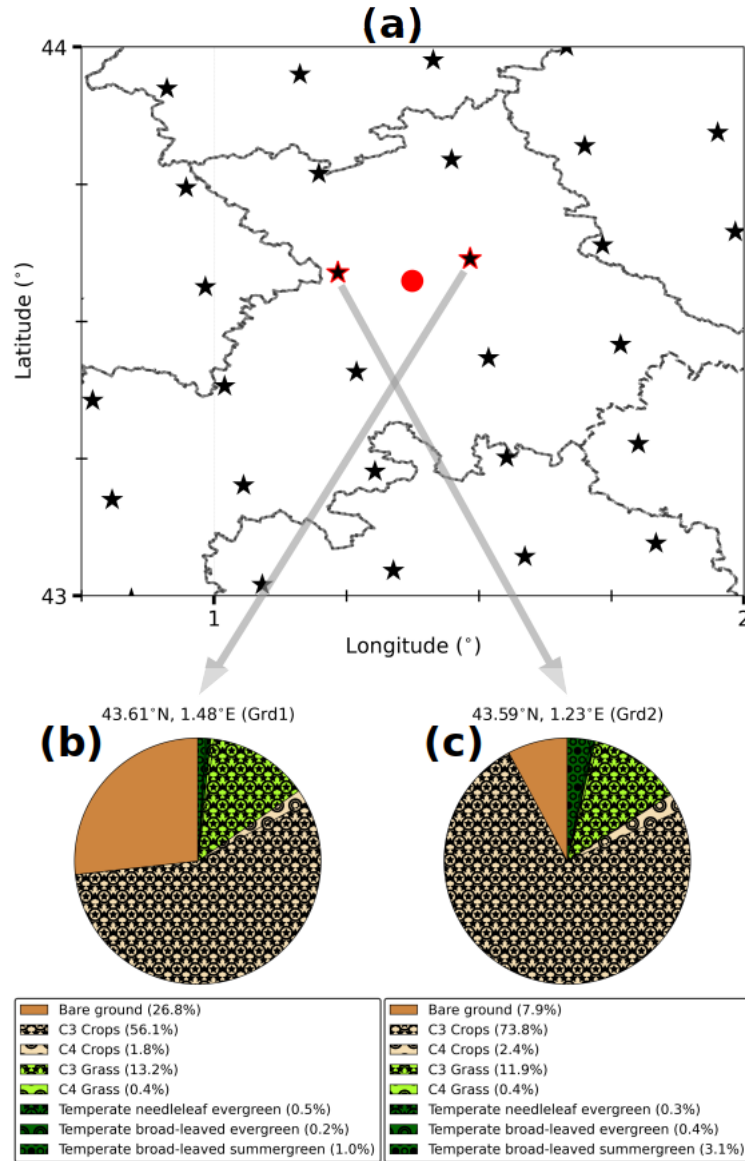 (a)
44
43
Latitude (°)
1
2
Longitude (°)
43.61°N, 1.48°E (Grd1)
43.59°N, 1.23°E (Grd2)
(b)
(c)
Bare ground (26.8%)
C3 Crops (56.1%)
C4 Crops (1.8%)
C3 Grass (13.2%)
C4 Grass (0.4%)
Temperate needleleaf evergreen (0.5%)
Temperate broad-leaved evergreen (0.2%)
Temperate broad-leaved summergreen (1.0%)
Bare ground (7.9%)
C3 Crops (73.8%)
C4 Crops (2.4%)
C3 Grass (11.9%)
C4 Grass (0.4%)
Temperate needleleaf evergreen (0.3%)
Temperate broad-leaved evergreen (0.4%)
Temperate broad-leaved summergreen (3.1%)